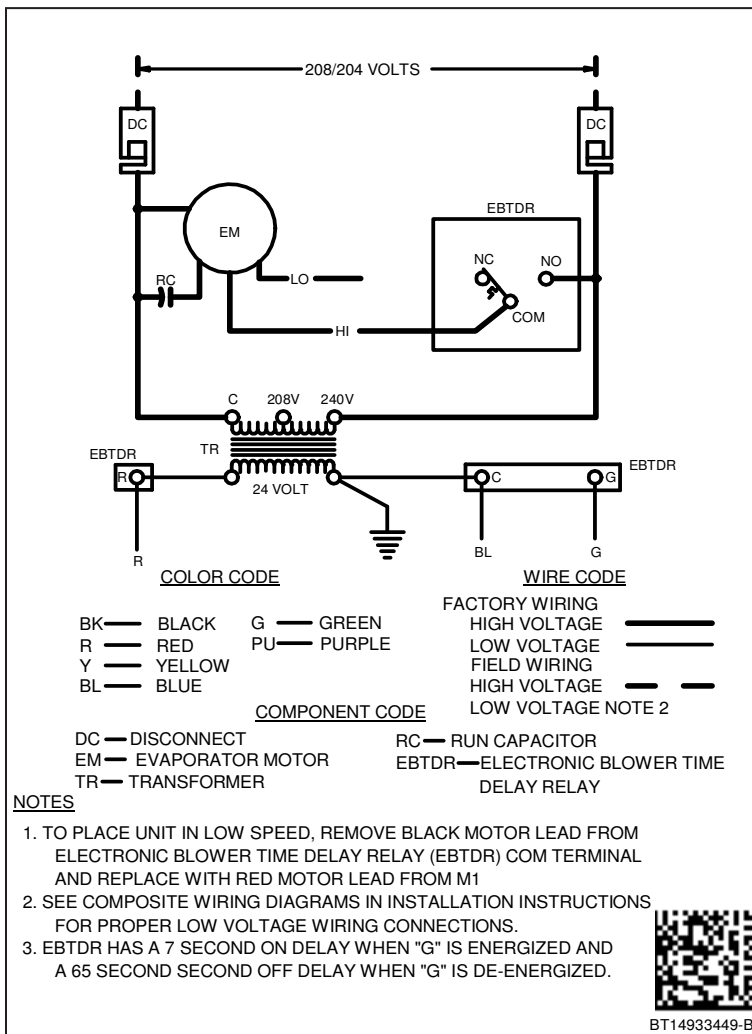 208/204 VOLTS
DC
DC
EM
EBTDR
RC
LO
NC
NO
COM
HI
C 208V 240V
TR
EBTDR
R
24 VOLT
C
G
EBTDR
R
BL
G
COLOR CODE
BK BLACK
R RED
Y YELLOW
BL BLUE
G GREEN
PU PURPLE
WIRE CODE
FACTORY WIRING
HIGH VOLTAGE
LOW VOLTAGE
FIELD WIRING
HIGH VOLTAGE
LOW VOLTAGE NOTE 2
COMPONENT CODE
DC DISCONNECT
EM EVAPORATOR MOTOR
TR TRANSFORMER
RC RUN CAPACITOR
EBTDR ELECTRONIC BLOWER TIME
DELAY RELAY
NOTES
1. TO PLACE UNIT IN LOW SPEED, REMOVE BLACK MOTOR LEAD FROM
ELECTRONIC BLOWER TIME DELAY RELAY (EBTDR) COM TERMINAL
AND REPLACE WITH RED MOTOR LEAD FROM M1
2. SEE COMPOSITE WIRING DIAGRAMS IN INSTALLATION INSTRUCTIONS
FOR PROPER LOW VOLTAGE WIRING CONNECTIONS.
3. EBTDR HAS A 7 SECOND ON DELAY WHEN "G" IS ENERGIZED AND
A 65 SECOND SECOND OFF DELAY WHEN "G" IS DE-ENERGIZED.
BT14933449-B